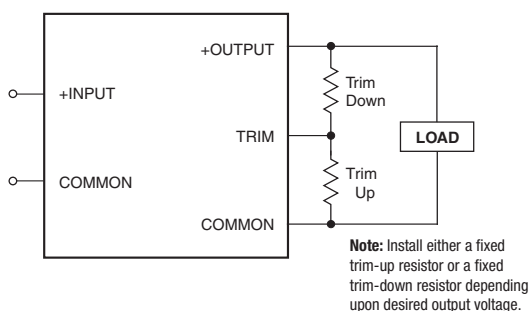 +OUTPUT
Trim
Down
+INPUT
TRIM
LOAD
Trim
Up
COMMON
COMMON
Note: Install either a fixed
trim-up resistor or a fixed
trim-down resistor depending
upon desired output voltage.